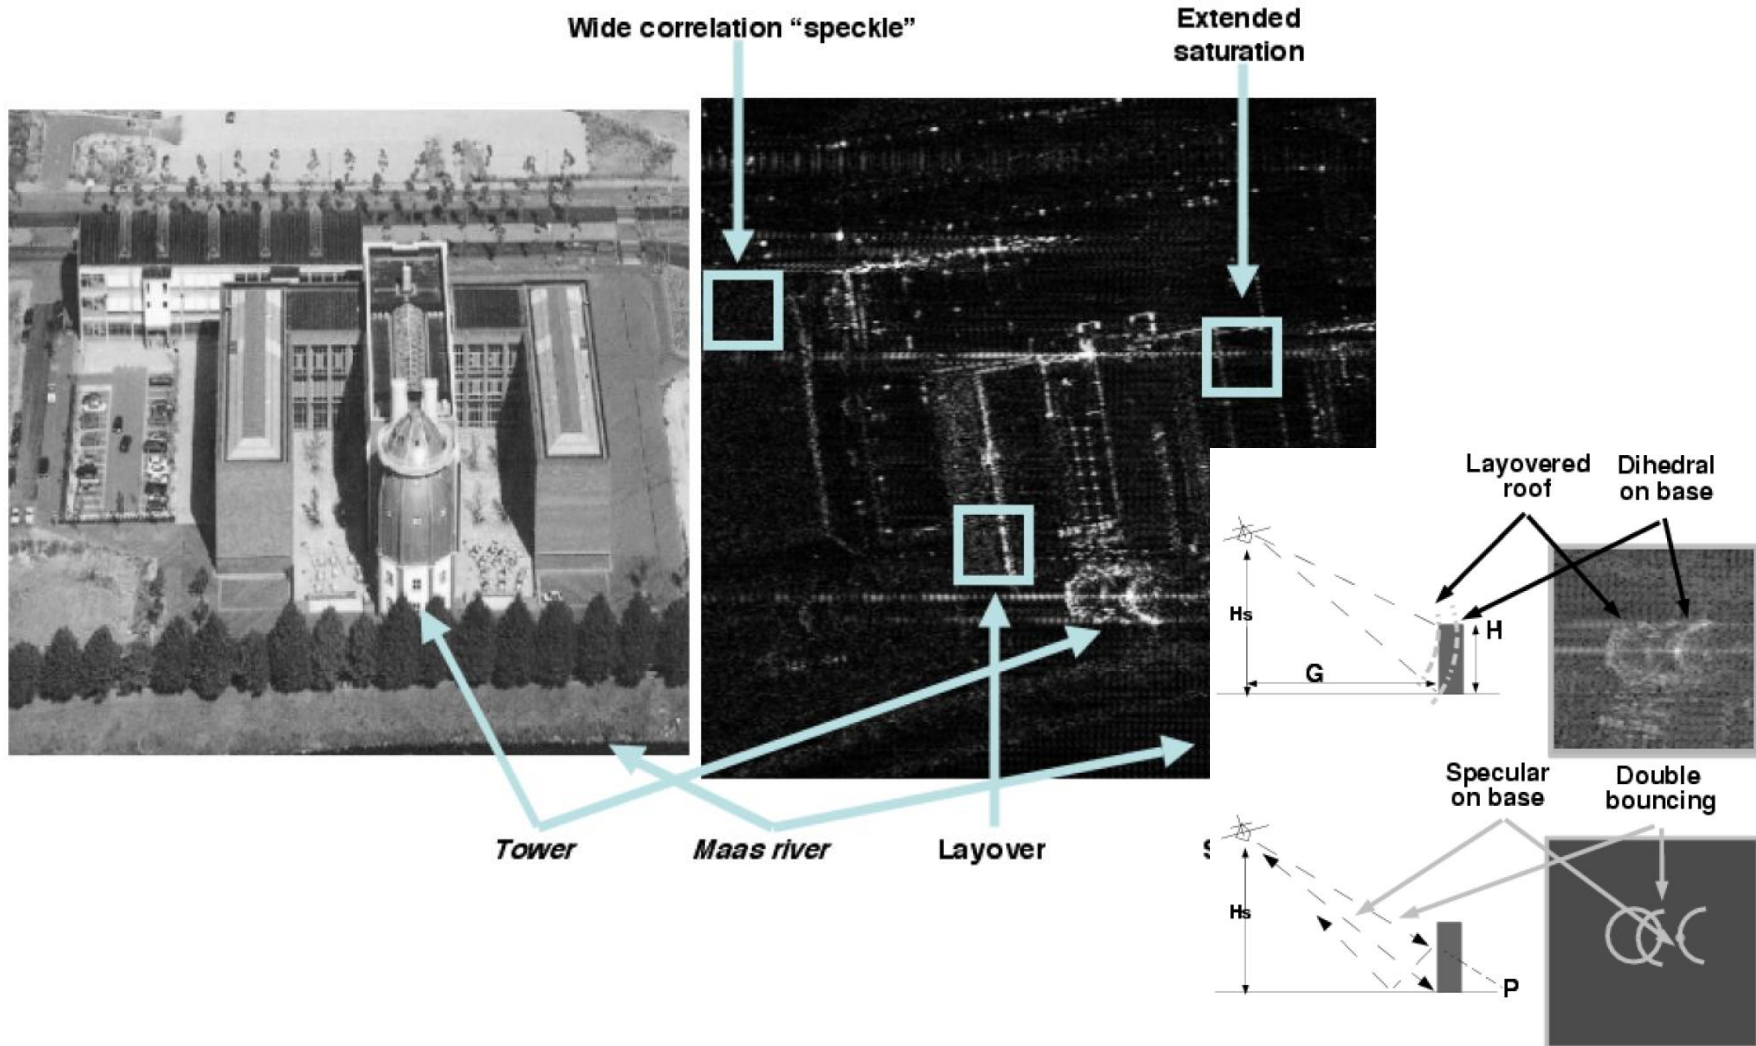 Wide correlation “speckle”
Extended
saturation
Layovered
roof
Dihedral
on base
Hs
H
G
Specular
on base
Double
bouncing
Tower
Maas river
Layover
Hs
P